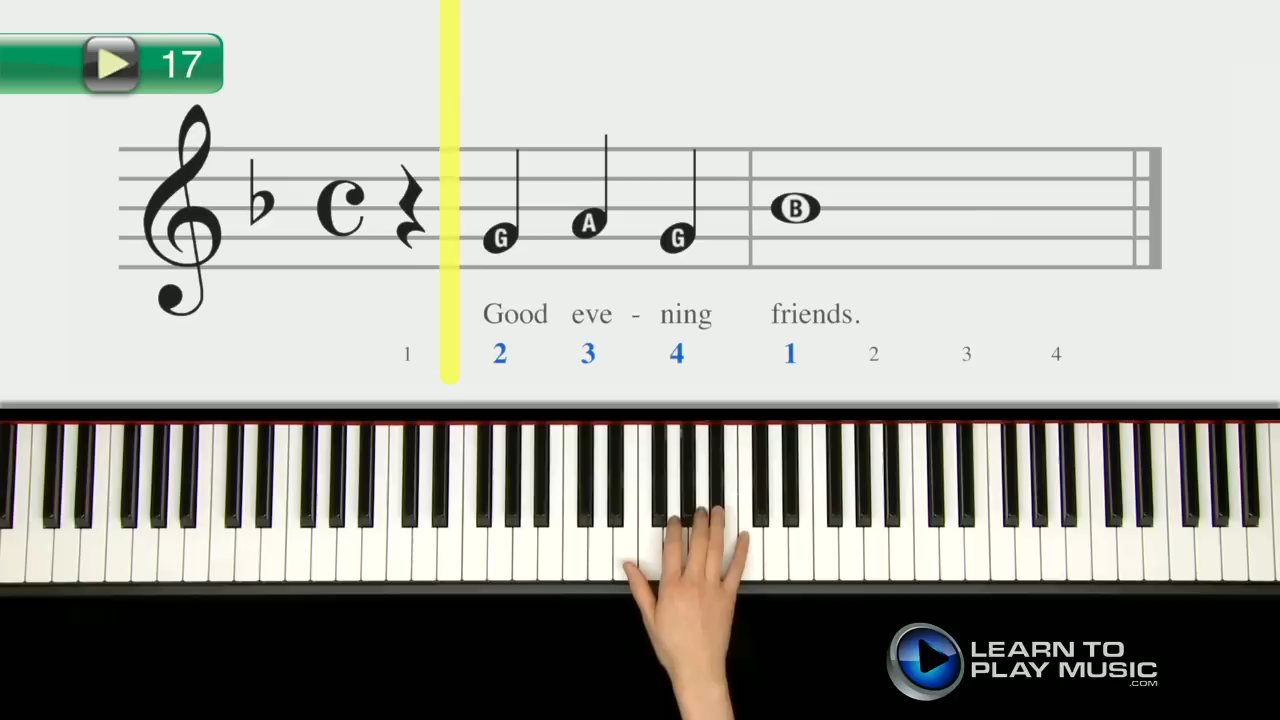 17
G A G B
Good eve - ning friends.
1 2 3 4 1 2 3 4
LEARN TO
PLAY MUSIC
.COM